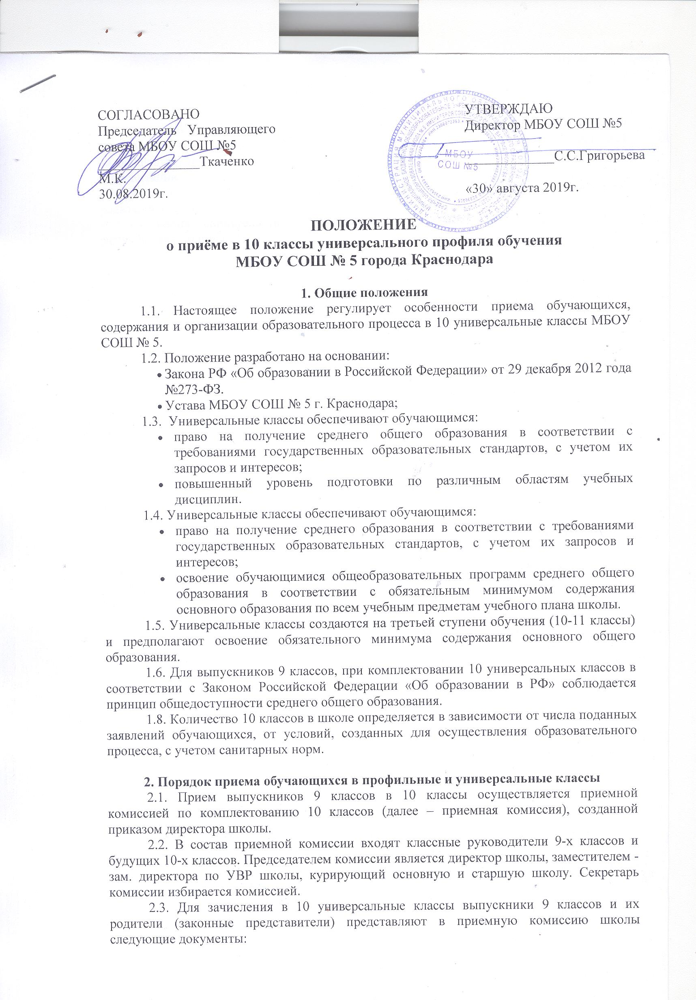 СОГЛАСОВАНО
Председатель Управляющего
совета МБОУ СОШ №5
_______________Ткаченко
М.К.
30.08.2019г.
УТВЕРЖДАЮ
Директор МБОУ СОШ №5
_____________С.С.Григорьева
«30» августа 2019г.
МБОУ
СОШ №5
ПОЛОЖЕНИЕ
о приёме в 10 классы универсального профиля обучения
МБОУ СОШ № 5 города Краснодара
1. Общие положения
1.1. Настоящее положение регулирует особенности приема обучающихся,
содержания и организации образовательного процесса в 10 универсальные классы МБОУ
СОШ № 5.
1.2. Положение разработано на основании:
• Закона РФ «Об образовании в Российской Федерации» от 29 декабря 2012 года
№273-ФЗ.
• Устава МБОУ СОШ № 5 г. Краснодара;
1.3. Универсальные классы обеспечивают обучающимся:
• право на получение среднего общего образования в соответствии с
требованиями государственных образовательных стандартов, с учетом их
запросов и интересов;
• повышенный уровень подготовки по различным областям учебных
дисциплин.
1.4. Универсальные классы обеспечивают обучающимся:
• право на получение среднего образования в соответствии с требованиями
государственных образовательных стандартов, с учетом их запросов и
интересов;
• освоение обучающимися общеобразовательных программ среднего общего
образования в соответствии с обязательным минимумом содержания
основного образования по всем учебным предметам учебного плана школы.
1.5. Универсальные классы создаются на третьей ступени обучения (10-11 классы)
и предполагают освоение обязательного минимума содержания основного общего
образования.
1.6. Для выпускников 9 классов, при комплектовании 10 универсальных классов в
соответствии с Законом Российской Федерации «Об образовании в РФ» соблюдается
принцип общедоступности среднего общего образования.
1.8. Количество 10 классов в школе определяется в зависимости от числа поданных
заявлений обучающихся, от условий, созданных для осуществления образовательного
процесса, с учетом санитарных норм.
2. Порядок приема обучающихся в профильные и универсальные классы
2.1. Прием выпускников 9 классов в 10 классы осуществляется приемной
комиссией по комплектованию 10 классов (далее – приемная комиссия), созданной
приказом директора школы.
2.2. В состав приемной комиссии входят классные руководители 9-х классов и
будущих 10-х классов. Председателем комиссии является директор школы, заместителем -
зам. директора по УВР школы, курирующий основную и старшую школу. Секретарь
комиссии избирается комиссией.
2.3. Для зачисления в 10 универсальные классы выпускники 9 классов и их
родители (законные представители) представляют в приемную комиссию школы
следующие документы: